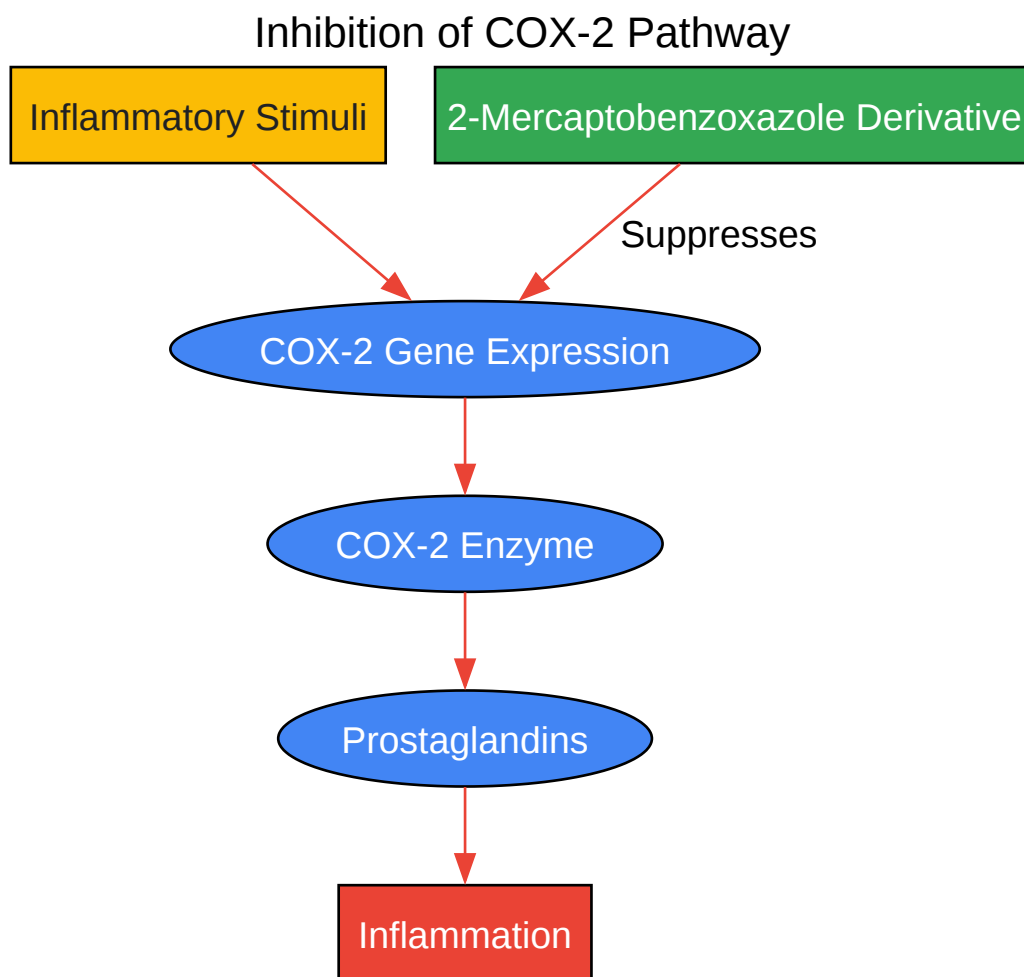 Inhibition of COX-2 Pathway
Inflammatory Stimuli
2-Mercaptobenzoxazole Derivative
Suppresses
COX-2 Gene Expression
COX-2 Enzyme
Prostaglandins
Inflammation